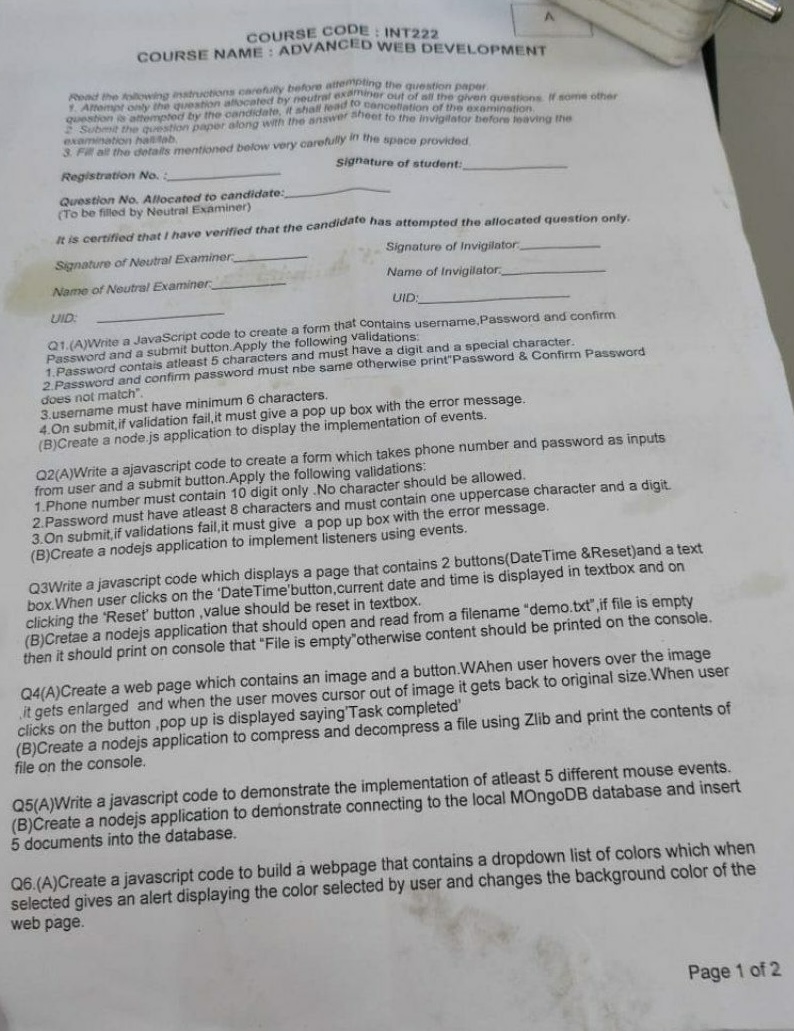 A
COURSE CODE : INT222
COURSE NAME : ADVANCED WEB DEVELOPMENT
Read the following instructions carefully before attempting the question paper.
1. Attempt only the question allocated by neutral examiner out of all the given questions. If some other
question is attempted by the candidate, it shall lead to cancellation of the examination.
2. Submit the question paper along with the answer sheet to the Invigilator before leaving the
examination hall/lab.
3. Fill all the details mentioned below very carefully in the space provided.
Registration No. :____________ Signature of student:____________
Question No. Allocated to candidate:____________
(To be filled by Neutral Examiner)
It is certified that I have verified that the candidate has attempted the allocated question only.
Signature of Neutral Examiner:__________ Signature of Invigilator:__________
Name of Neutral Examiner:__________ Name of Invigilator:__________
UID: ____________ UID:____________
Q1.(A)Write a JavaScript code to create a form that contains username,Password and confirm
Password and a submit button.Apply the following validations:
1.Password contais atleast 5 characters and must have a digit and a special character.
2.Password and confirm password must nbe same otherwise print"Password & Confirm Password
does not match".
3.username must have minimum 6 characters.
4.On submit,if validation fail,it must give a pop up box with the error message.
(B)Create a node.js application to display the implementation of events.
Q2(A)Write a ajavascript code to create a form which takes phone number and password as inputs
from user and a submit button.Apply the following validations:
1.Phone number must contain 10 digit only .No character should be allowed.
2.Password must have atleast 8 characters and must contain one uppercase character and a digit.
3.On submit,if validations fail,it must give a pop up box with the error message.
(B)Create a nodejs application to implement listeners using events.
Q3Write a javascript code which displays a page that contains 2 buttons(DateTime &Reset)and a text
box.When user clicks on the 'DateTime'button,current date and time is displayed in textbox and on
clicking the 'Reset' button ,value should be reset in textbox.
(B)Cretae a nodejs application that should open and read from a filename "demo.txt",if file is empty
then it should print on console that "File is empty"otherwise content should be printed on the console.
Q4(A)Create a web page which contains an image and a button.WAhen user hovers over the image
,it gets enlarged and when the user moves cursor out of image it gets back to original size.When user
clicks on the button ,pop up is displayed saying'Task completed'
(B)Create a nodejs application to compress and decompress a file using Zlib and print the contents of
file on the console.
Q5(A)Write a javascript code to demonstrate the implementation of atleast 5 different mouse events.
(B)Create a nodejs application to demonstrate connecting to the local MOngoDB database and insert
5 documents into the database.
Q6.(A)Create a javascript code to build a webpage that contains a dropdown list of colors which when
selected gives an alert displaying the color selected by user and changes the background color of the
web page.
Page 1 of 2